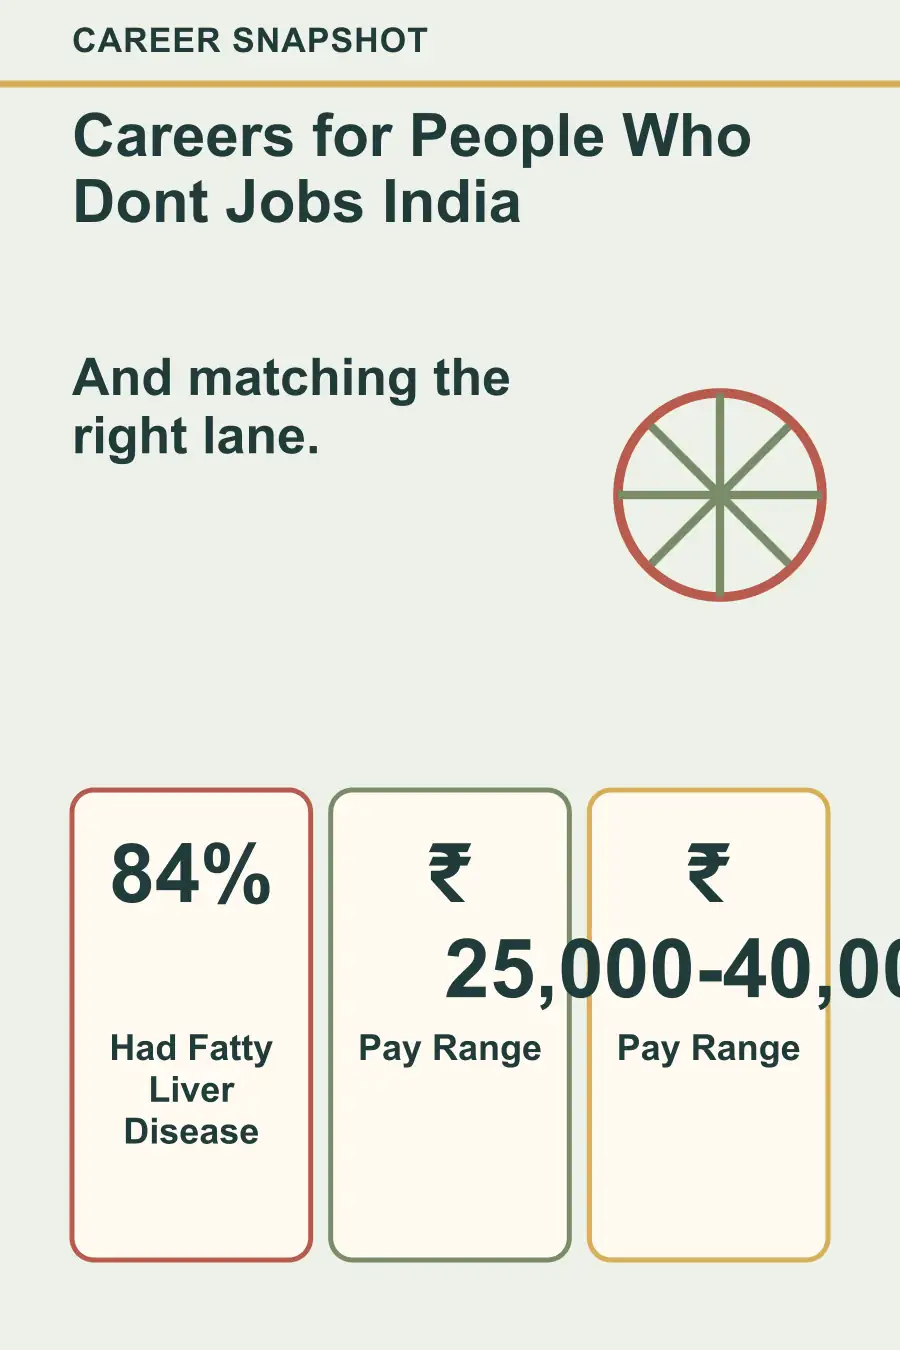 CAREER SNAPSHOT
Careers for People Who
Dont Jobs India
And matching the
right lane.
84%
Had Fatty
Liver
Disease
₹
Pay Range
₹
25,000-40,00
Pay Range